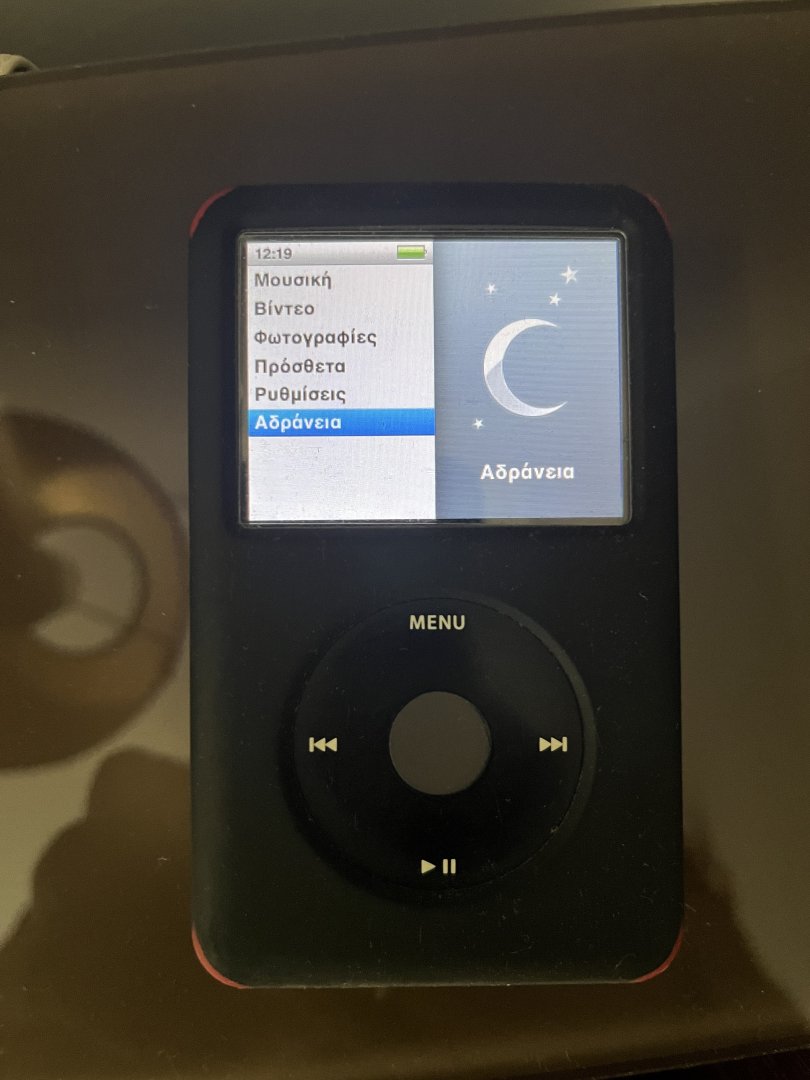 12:19
Μουσική
Βίντεο
Φωτογραφίες
Πρόσθετα
Ρυθμίσεις
Αδράνεια
Αδράνεια
MENU